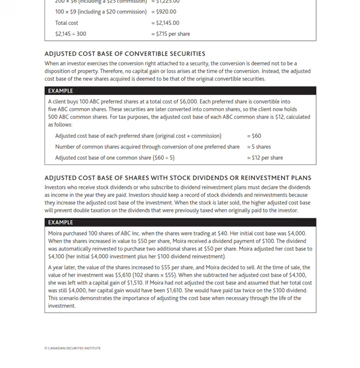 200 × $6 (including a $25 commission) = $1,225.00
100 × $9 (including a $20 commission) = $920.00
Total cost = $2,145.00
$2,145 ÷ 300 = $7.15 per share
ADJUSTED COST BASE OF CONVERTIBLE SECURITIES
When an investor exercises the conversion right attached to a security, the conversion is deemed not to be a
disposition of property. Therefore, no capital gain or loss arises at the time of the conversion. Instead, the adjusted
cost base of the new shares acquired is deemed to be that of the original convertible securities.
EXAMPLE
A client buys 100 ABC preferred shares at a total cost of $6,000. Each preferred share is convertible into
five ABC common shares. These securities are later converted into common shares, so the client now holds
500 ABC common shares. For tax purposes, the adjusted cost base of each ABC common share is $12, calculated
as follows:
Adjusted cost base of each preferred share (original cost + commission) = $60
Number of common shares acquired through conversion of one preferred share = 5 shares
Adjusted cost base of one common share ($60 ÷ 5) = $12 per share
ADJUSTED COST BASE OF SHARES WITH STOCK DIVIDENDS OR REINVESTMENT PLANS
Investors who receive stock dividends or who subscribe to dividend reinvestment plans must declare the dividends
as income in the year they are paid. Investors should keep a record of stock dividends and reinvestments because
they increase the adjusted cost base of the investment. When the stock is later sold, the higher adjusted cost base
will prevent double taxation on the dividends that were previously taxed when originally paid to the investor.
EXAMPLE
Moira purchased 100 shares of ABC Inc. when the shares were trading at $40. Her initial cost base was $4,000.
When the shares increased in value to $50 per share, Moira received a dividend payment of $100. The dividend
was automatically reinvested to purchase two additional shares at $50 per share. Moira adjusted her cost base to
$4,100 (her initial $4,000 investment plus her $100 dividend reinvestment).
A year later, the value of the shares increased to $55 per share, and Moira decided to sell. At the time of sale, the
value of her investment was $5,610 (102 shares × $55). When she subtracted her adjusted cost base of $4,100,
she was left with a capital gain of $1,510. If Moira had not adjusted the cost base and assumed that her total cost
was still $4,000, her capital gain would have been $1,610. She would have paid tax twice on the $100 dividend.
This scenario demonstrates the importance of adjusting the cost base when necessary through the life of the
investment.
© CANADIAN SECURITIES INSTITUTE